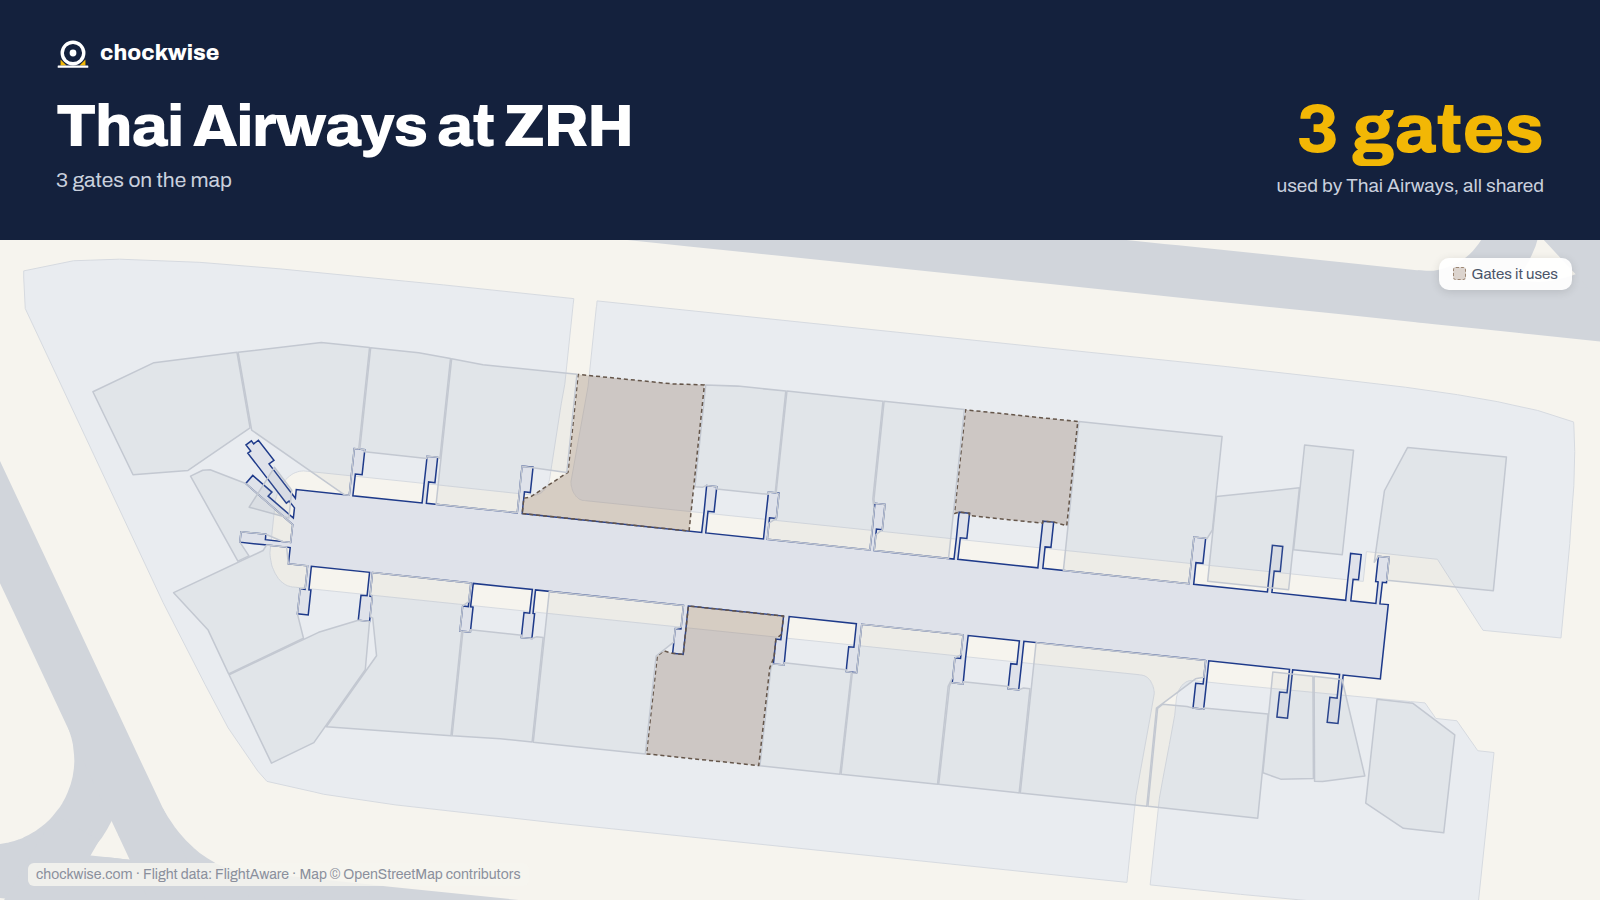 chockwise
Thai Airways at ZRH
3 gates on the map
3 gates
used by Thai Airways, all shared
Gates it uses
chockwise.com · Flight data: FlightAware · Map © OpenStreetMap contributors